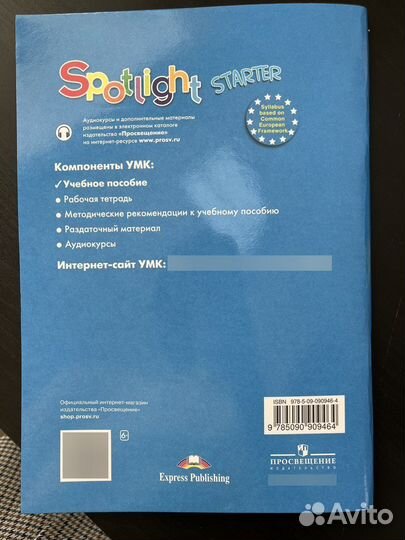 Spotlight STARTER
Syllabus
based on
Common
European
Framework
Аудиокурсы и дополнительные материалы
размещены в электронном каталоге
издательства «Просвещение»
на интернет-ресурсе www.prosv.ru
Компоненты УМК:
✓Учебное пособие
• Рабочая тетрадь
• Методические рекомендации к учебному пособию
• Раздаточный материал
• Аудиокурсы
Интернет-сайт УМК:
Официальный интернет-магазин
издательства «Просвещение»
shop.prosv.ru
6+
Express Publishing
ISBN 978-5-09-090946-4
9 785090 909464
ПРОСВЕЩЕНИЕ
ИЗДАТЕЛЬСТВО
Avito